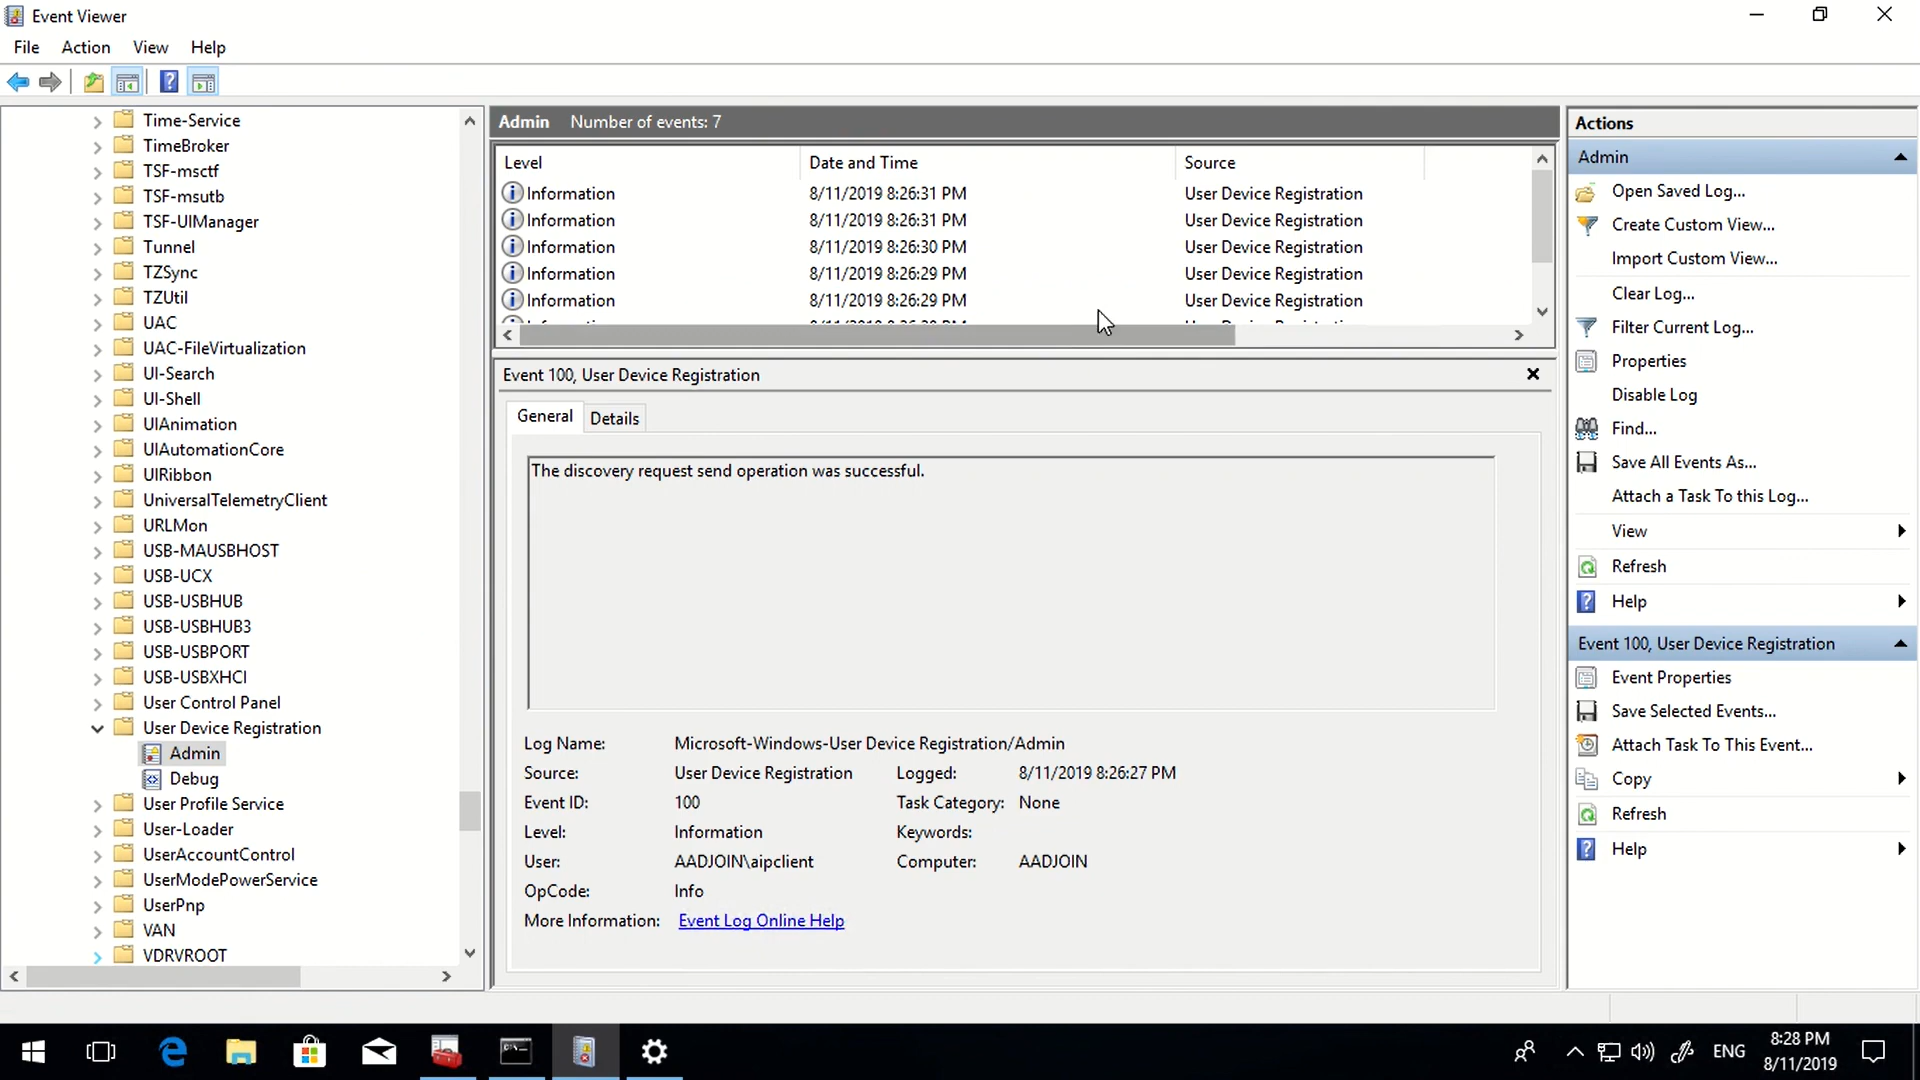 Event Viewer
File Action View Help
Time-Service
TimeBroker
TSF-msctf
TSF-msutb
TSF-UIManager
Tunnel
TZSync
TZUtil
UAC
UAC-FileVirtualization
UI-Search
UI-Shell
UIAnimation
UIAutomationCore
UIRibbon
UniversalTelemetryClient
URLMon
USB-MAUSBHOST
USB-UCX
USB-USBHUB
USB-USBHUB3
USB-USBPORT
USB-USBXHCI
User Control Panel
User Device Registration
Admin
Debug
User Profile Service
User-Loader
UserAccountControl
UserModePowerService
UserPnp
VAN
VDRVROOT
Admin Number of events: 7
Level Date and Time Source
Information 8/11/2019 8:26:31 PM User Device Registration
Information 8/11/2019 8:26:31 PM User Device Registration
Information 8/11/2019 8:26:30 PM User Device Registration
Information 8/11/2019 8:26:29 PM User Device Registration
Information 8/11/2019 8:26:29 PM User Device Registration
Event 100, User Device Registration
General Details
The discovery request send operation was successful.
Log Name: Microsoft-Windows-User Device Registration/Admin
Source: User Device Registration Logged: 8/11/2019 8:26:27 PM
Event ID: 100 Task Category: None
Level: Information Keywords:
User: AADJOIN\aipclient Computer: AADJOIN
OpCode: Info
More Information: Event Log Online Help
Actions
Admin
Open Saved Log...
Create Custom View...
Import Custom View...
Clear Log...
Filter Current Log...
Properties
Disable Log
Find...
Save All Events As...
Attach a Task To this Log...
View
Refresh
Help
Event 100, User Device Registration
Event Properties
Save Selected Events...
Attach Task To This Event...
Copy
Refresh
Help
ENG
8:28 PM
8/11/2019